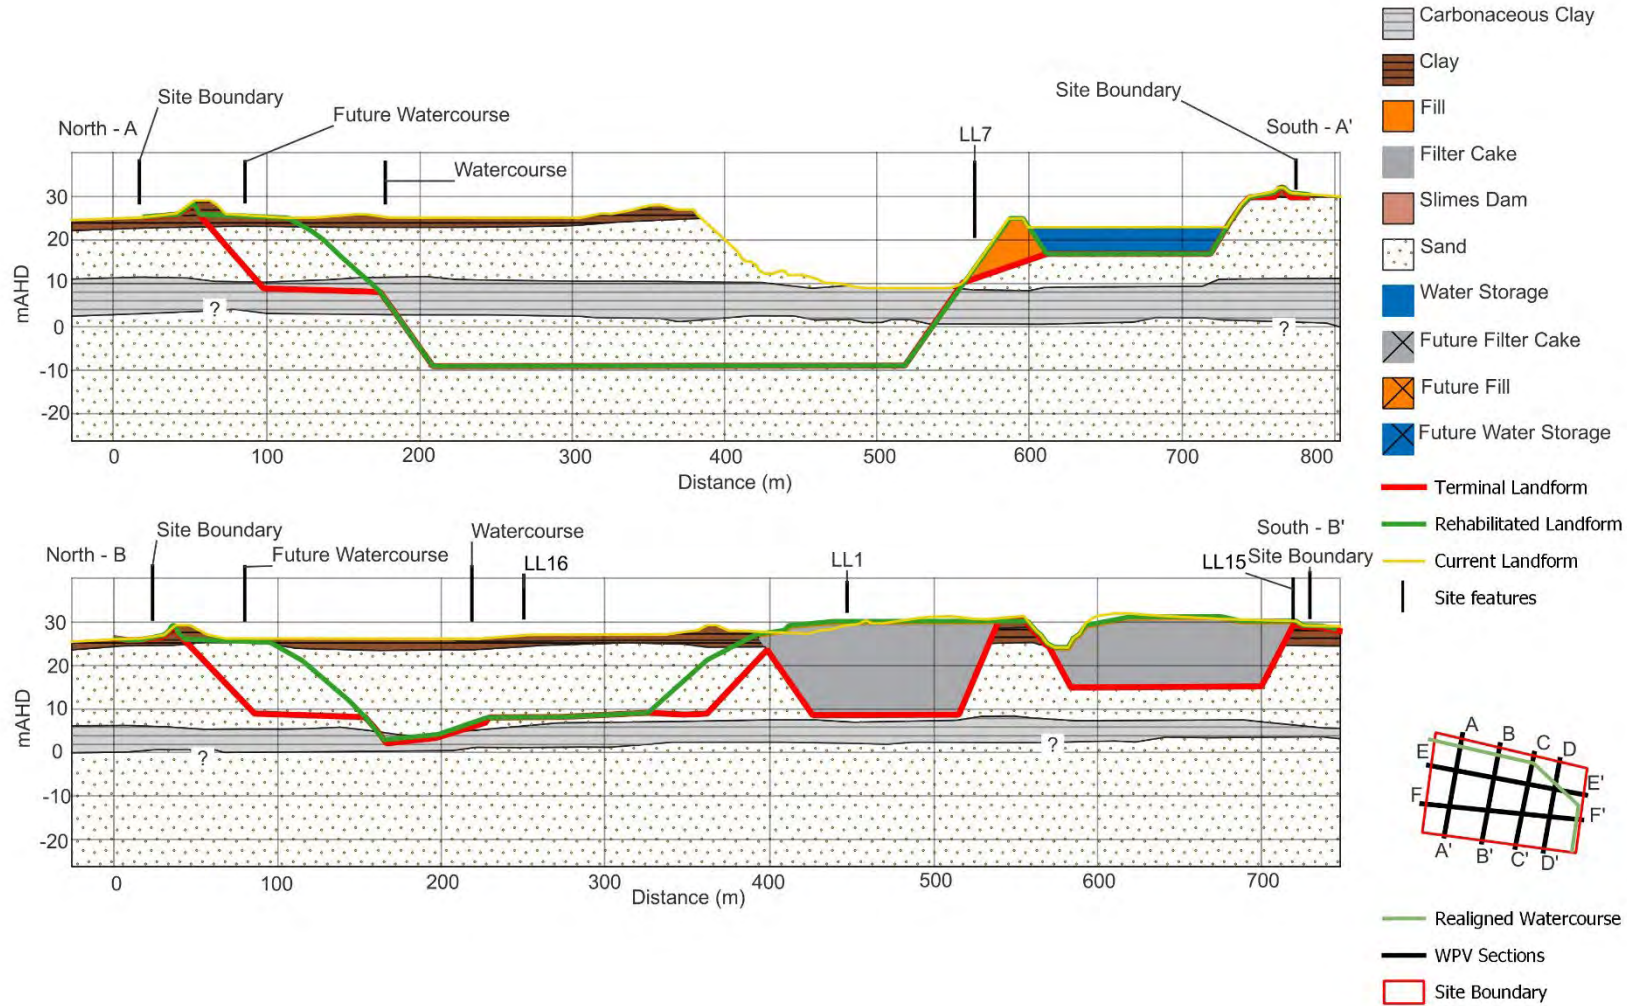 Carbonaceous Clay
Clay
Fill
Filter Cake
Slimes Dam
Sand
Water Storage
Future Filter Cake
Future Fill
Future Water Storage
Terminal Landform
Rehabilitated Landform
Current Landform
Site features
North - A
Site Boundary
Future Watercourse
Watercourse
LL7
Site Boundary
South - A'
30
20
10
0
-10
-20
mAHD
?
?
0 100 200 300 400 500 600 700 800
Distance (m)
North - B
Site Boundary
Future Watercourse
Watercourse
LL16
LL1
South - B'
LL15 Site Boundary
30
20
10
0
-10
-20
mAHD
?
?
0 100 200 300 400 500 600 700
Distance (m)
A B C D
E E'
F F'
A' B' C' D'
Realigned Watercourse
WPV Sections
Site Boundary